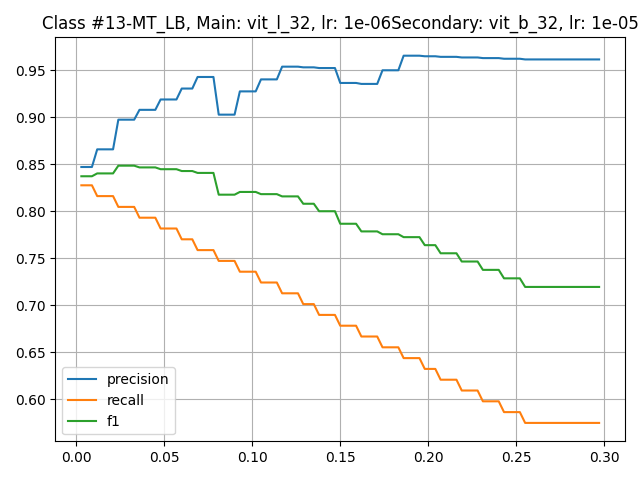 Class #13-MT_LB, Main: vit_l_32, lr: 1e-06Secondary: vit_b_32, lr: 1e-05
0.95
0.90
0.85
0.80
0.75
0.70
0.65
0.60
precision
recall
f1
0.00 0.05 0.10 0.15 0.20 0.25 0.30